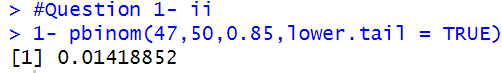 > #Question 1- ii
> 1- pbinom(47,50,0.85,lower.tail = TRUE)
[1] 0.01418852